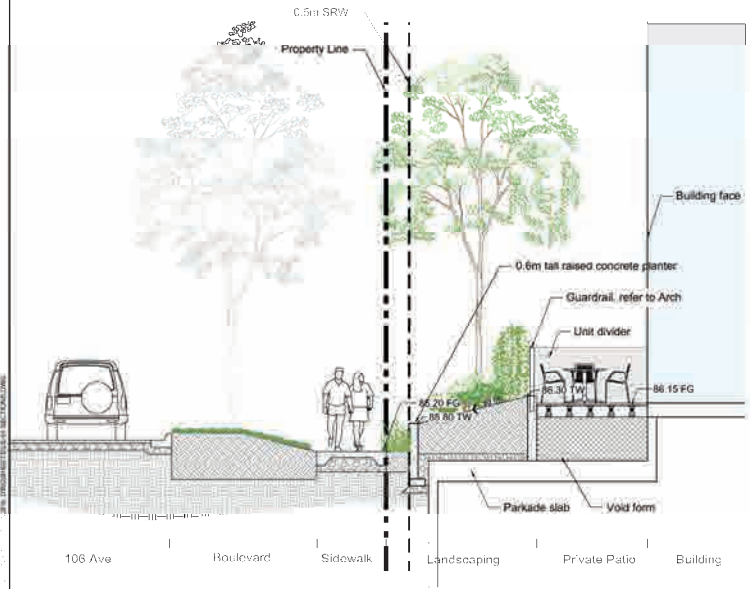 0.5m SRW
Property Line
Building face
0.6m tall raised concrete planter
Guardrail, refer to Arch
Unit divider
86.30 TW
86.15 FG
85.20 FG
85.80 TW
Parkade slab
Void form
106 Ave
Boulevard
Sidewalk
Landscaping
Private Patio
Building